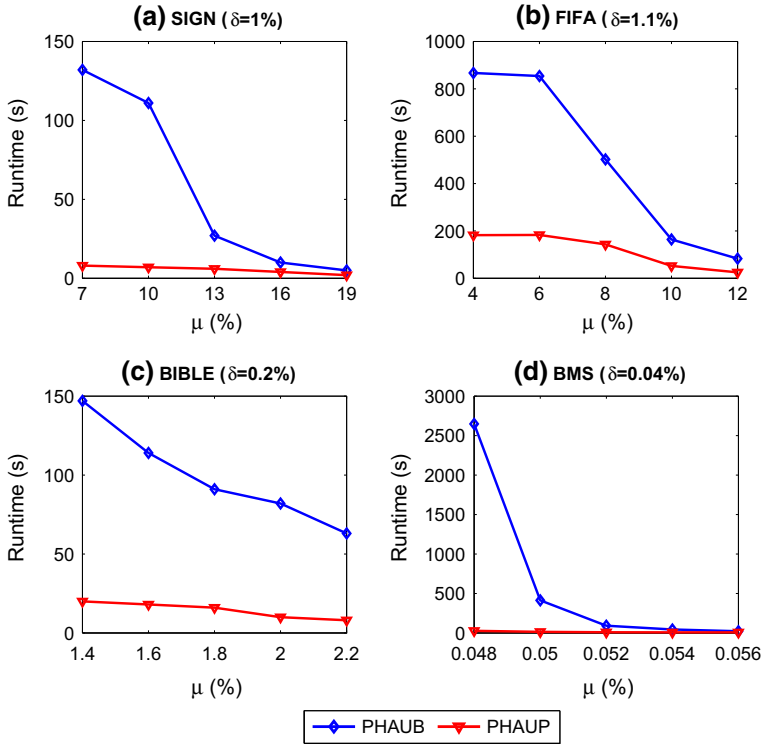 (a) SIGN (δ=1%)
150
100
50
0
Runtime (s)
7 10 13 16 19
μ (%)
(b) FIFA (δ=1.1%)
1000
800
600
400
200
0
Runtime (s)
4 6 8 10 12
μ (%)
(c) BIBLE (δ=0.2%)
150
100
50
0
Runtime (s)
1.4 1.6 1.8 2 2.2
μ (%)
(d) BMS (δ=0.04%)
3000
2500
2000
1500
1000
500
0
Runtime (s)
0.048 0.05 0.052 0.054 0.056
μ (%)
PHAUB PHAUP